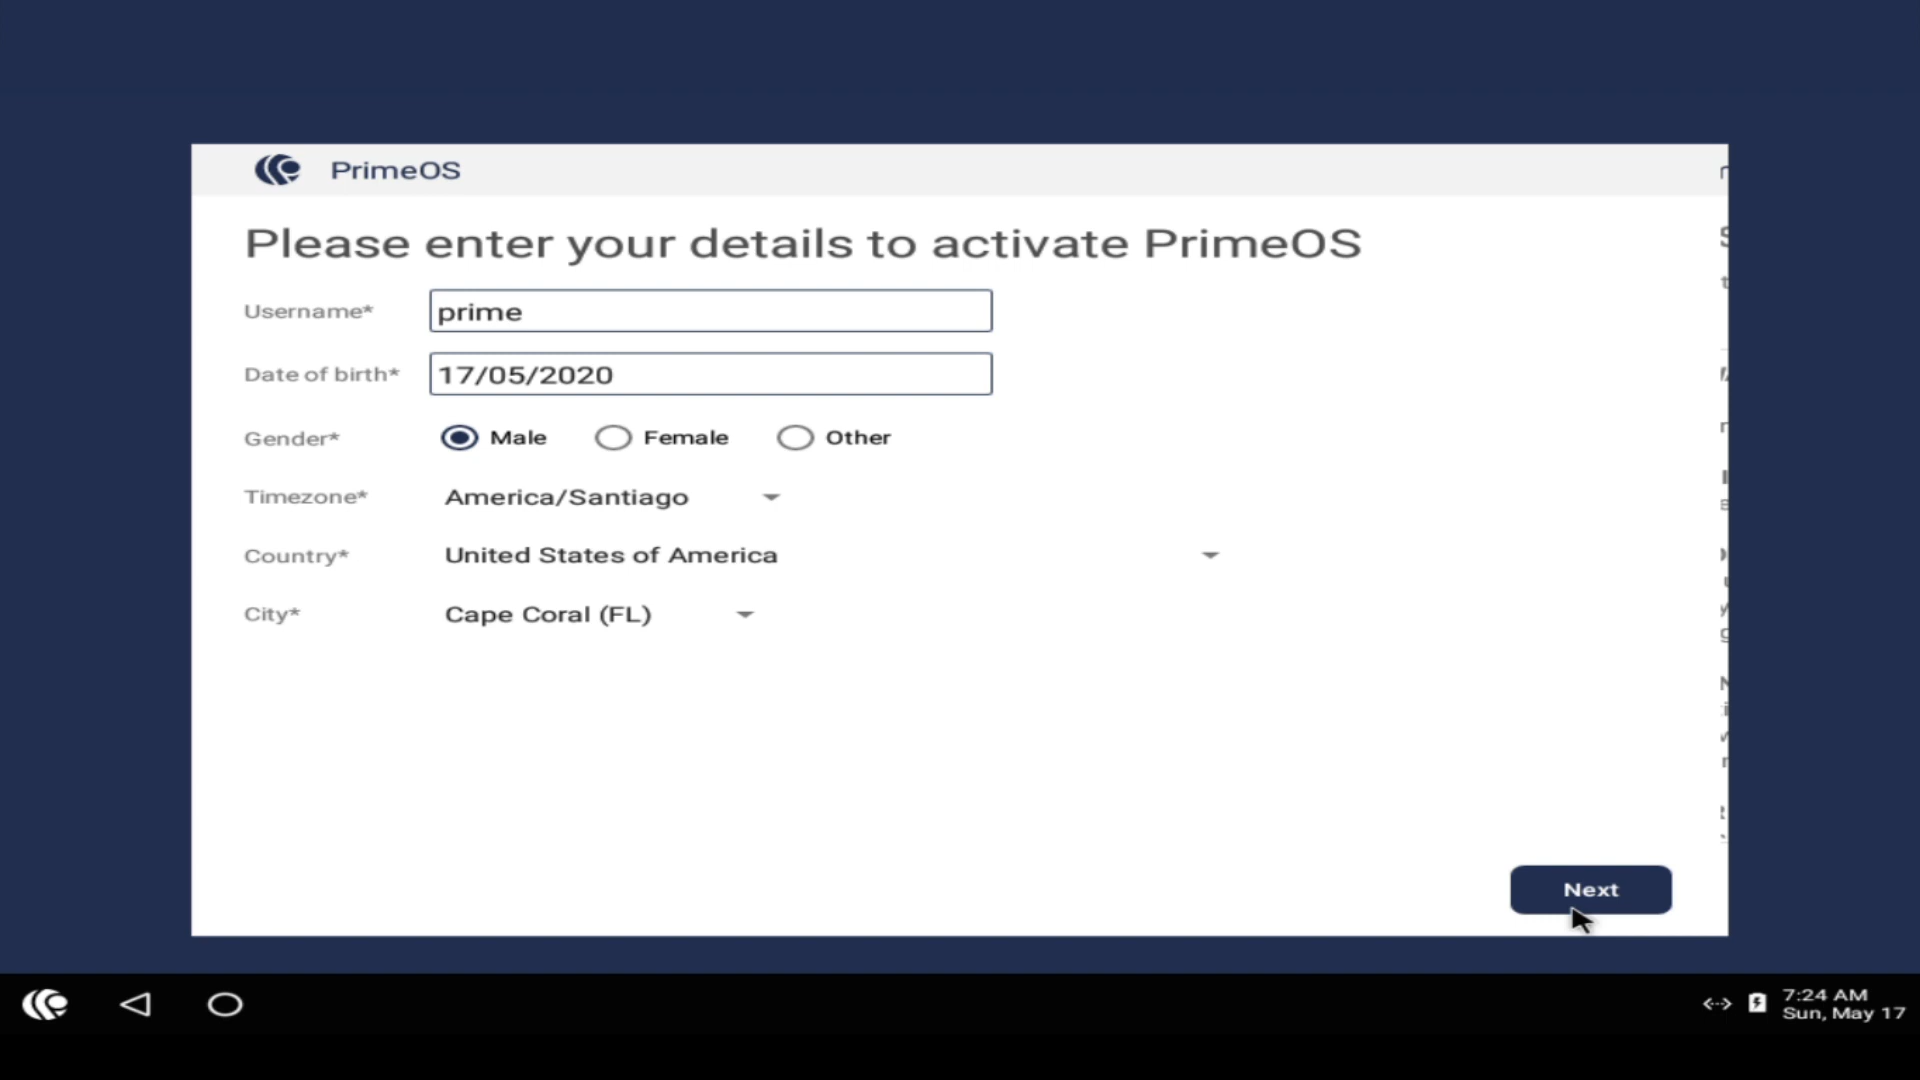 PrimeOS
Please enter your details to activate PrimeOS
Username* prime
Date of birth* 17/05/2020
Gender* Male Female Other
Timezone* America/Santiago
Country* United States of America
City* Cape Coral (FL)
Next
7:24 AM
Sun, May 17